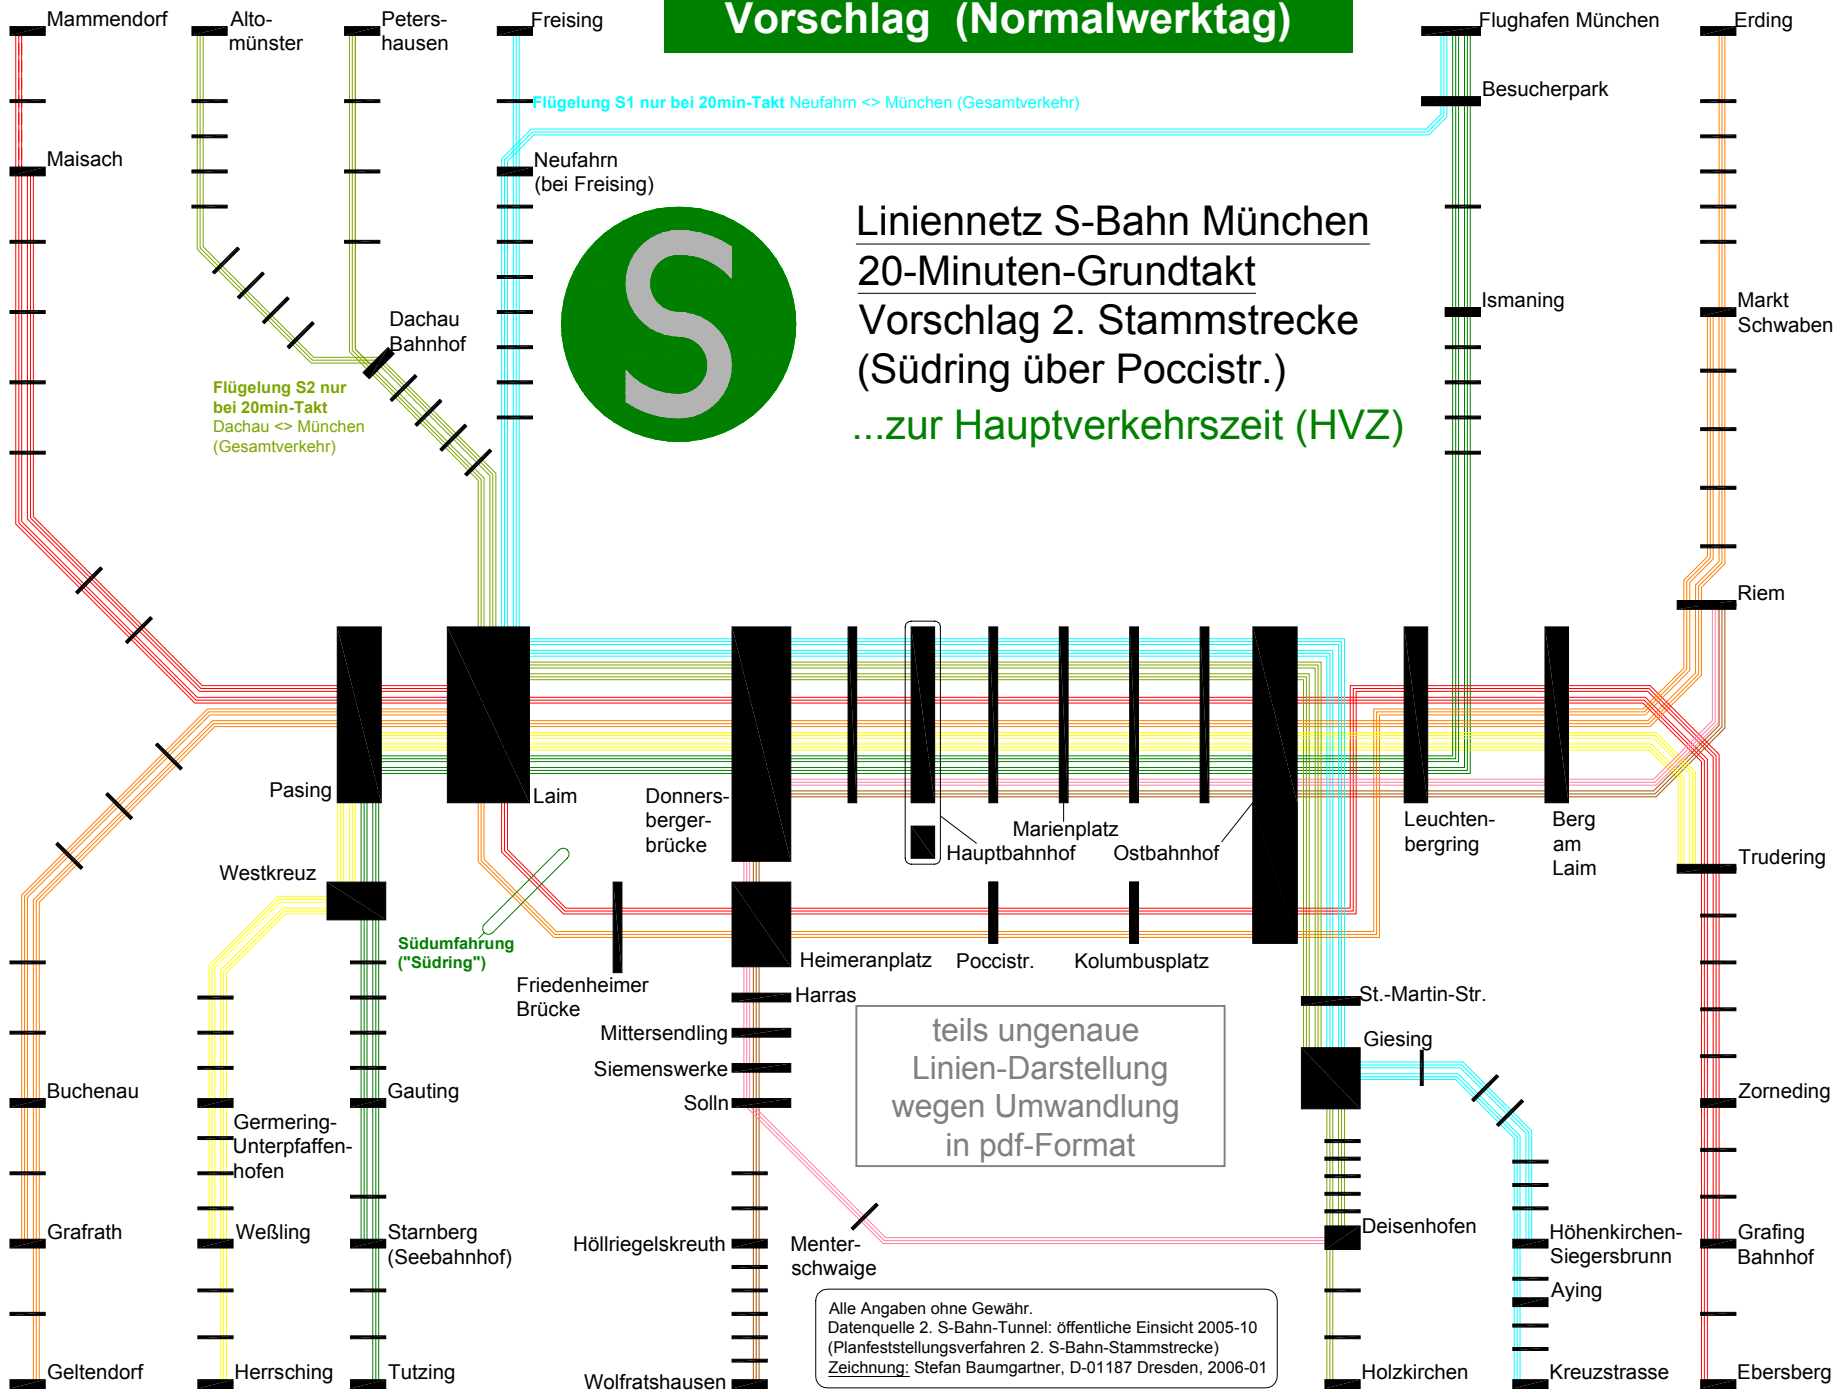 Vorschlag  (Normalwerktag)
Mammendorf
Alto-
münster
Peters-
hausen
Freising
Flughafen München
Erding
Flügelung S1 nur bei 20min-Takt Neufahrn <> München (Gesamtverkehr)
Besucherpark
Maisach
Neufahrn
(bei Freising)
S
Liniennetz S-Bahn München
20-Minuten-Grundtakt
Vorschlag 2. Stammstrecke
(Südring über Poccistr.)
...zur Hauptverkehrszeit (HVZ)
Ismaning
Markt
Schwaben
Dachau
Bahnhof
Flügelung S2 nur
bei 20min-Takt
Dachau <> München
(Gesamtverkehr)
Riem
Pasing
Laim
Donners-
berger-
brücke
Marienplatz
Hauptbahnhof
Ostbahnhof
Leuchten-
bergring
Berg
am
Laim
Trudering
Westkreuz
Südumfahrung
("Südring")
Friedenheimer
Brücke
Heimeranplatz
Poccistr.
Kolumbusplatz
Harras
St.-Martin-Str.
Mittersendling
Giesing
Siemenswerke
Solln
teils ungenaue
Linien-Darstellung
wegen Umwandlung
in pdf-Format
Buchenau
Germering-
Unterpfaffen-
hofen
Gauting
Zorneding
Grafrath
Weßling
Starnberg
(Seebahnhof)
Höllriegelskreuth
Menter-
schwaige
Deisenhofen
Höhenkirchen-
Siegersbrunn
Aying
Grafing
Bahnhof
Alle Angaben ohne Gewähr.
Datenquelle 2. S-Bahn-Tunnel: öffentliche Einsicht 2005-10
(Planfeststellungsverfahren 2. S-Bahn-Stammstrecke)
Zeichnung: Stefan Baumgartner, D-01187 Dresden, 2006-01
Geltendorf
Herrsching
Tutzing
Wolfratshausen
Holzkirchen
Kreuzstrasse
Ebersberg